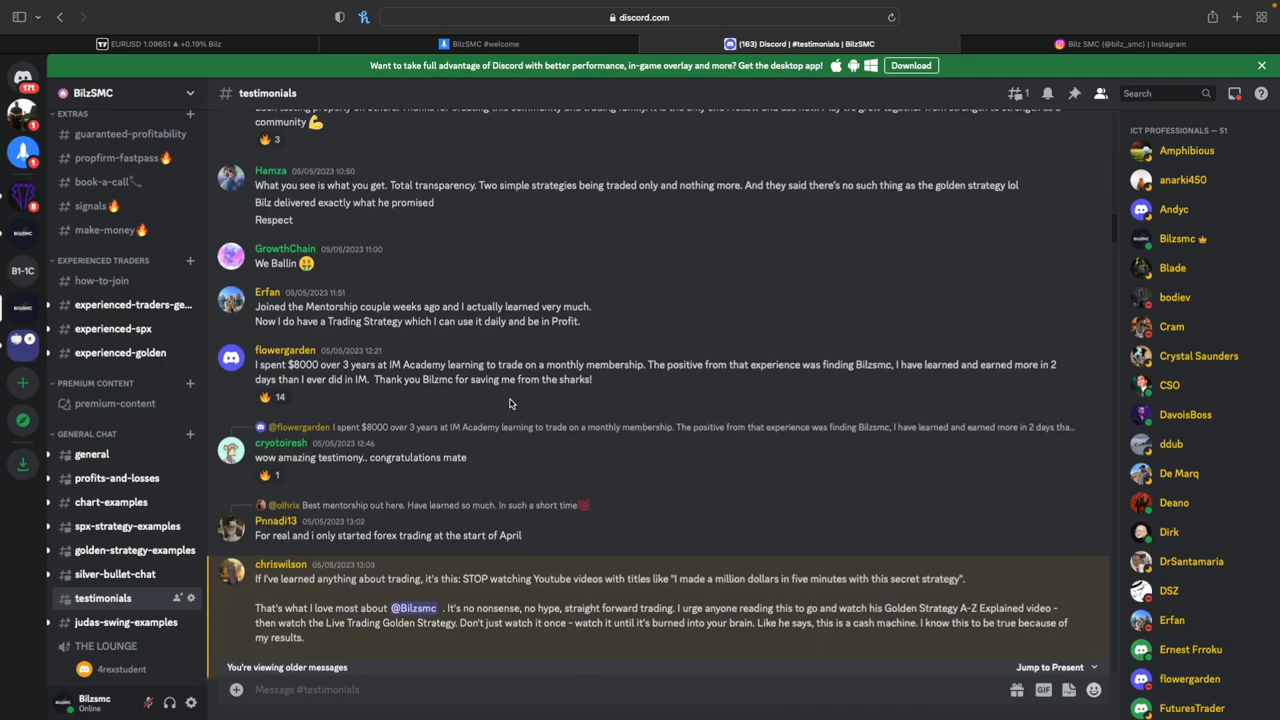 discord.com
EURUSD 1.09651 ▲ +0.19% Bilz
BilzSMC #welcome
(163) Discord | #testimonials | BilzSMC
Bilz SMC (@bilz_smc) | Instagram
Want to take full advantage of Discord with better performance, in-game overlay and more? Get the desktop app!
Download
171
1
1
8
B1-1C
BilzSMC
EXTRAS
guaranteed-profitability
propfirm-fastpass🔥
book-a-call📞
signals🔥
make-money🔥
EXPERIENCED TRADERS
how-to-join
experienced-traders-ge...
experienced-spx
experienced-golden
PREMIUM CONTENT
premium-content
GENERAL CHAT
general
profits-and-losses
chart-examples
spx-strategy-examples
golden-strategy-examples
silver-bullet-chat
testimonials
judas-swing-examples
THE LOUNGE
4rexstudent
Bilzsmc
Online
# testimonials
1
Search
community 💪
🔥 3
Hamza 05/05/2023 10:50
What you see is what you get. Total transparency. Two simple strategies being traded only and nothing more. And they said there's no such thing as the golden strategy lol
Bilz delivered exactly what he promised
Respect
GrowthChain 05/05/2023 11:00
We Ballin 🤑
Erfan 05/05/2023 11:51
Joined the Mentorship couple weeks ago and I actually learned very much.
Now I do have a Trading Strategy which I can use it daily and be in Profit.
flowergarden 05/05/2023 12:21
I spent $8000 over 3 years at IM Academy learning to trade on a monthly membership. The positive from that experience was finding Bilzsmc, I have learned and earned more in 2
days than I ever did in IM. Thank you Bilzmc for saving me from the sharks!
🔥 14
@flowergarden I spent $8000 over 3 years at IM Academy learning to trade on a monthly membership. The positive from that experience was finding Bilzsmc, I have learned and earned more in 2 days tha...
cryotoiresh 05/05/2023 12:46
wow amazing testimony.. congratulations mate
🔥 1
@olhrix Best mentorship out here. Have learned so much. In such a short time💯
Pnnadi13 05/05/2023 13:02
For real and i only started forex trading at the start of April
chriswilson 05/05/2023 13:03
If I've learned anything about trading, it's this: STOP watching Youtube videos with titles like "I made a million dollars in five minutes with this secret strategy".
That's what I love most about @Bilzsmc . It's no nonsense, no hype, straight forward trading. I urge anyone reading this to go and watch his Golden Strategy A-Z Explained video -
then watch the Live Trading Golden Strategy. Don't just watch it once - watch it until it's burned into your brain. Like he says, this is a cash machine. I know this to be true because of
my results.
You're viewing older messages
Jump to Present
Message #testimonials
GIF
ICT PROFESSIONALS — 51
Amphibious
anarki450
Andyc
Bilzsmc
Blade
bodiev
Cram
Crystal Saunders
CSO
DavoisBoss
ddub
De Marq
Deano
Dirk
DrSantamaria
DSZ
Erfan
Ernest Frroku
flowergarden
FuturesTrader